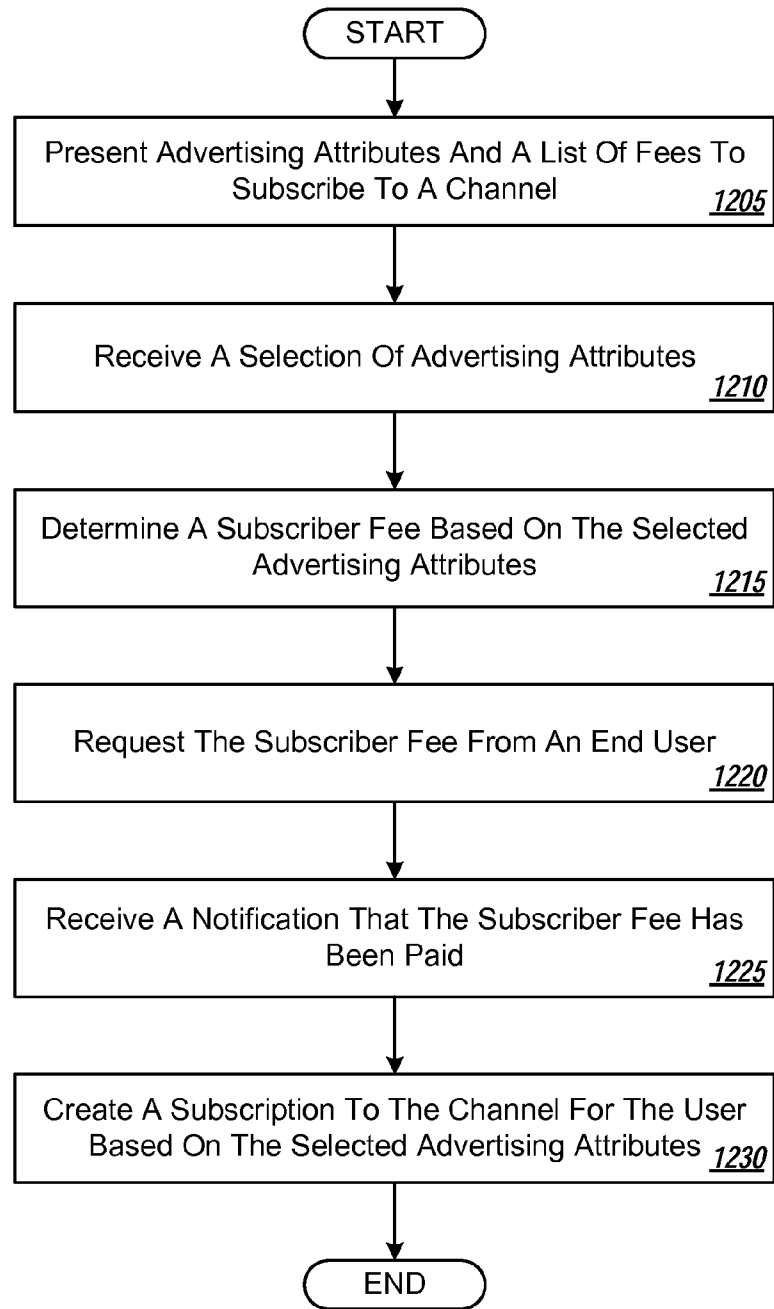 START
Present Advertising Attributes And A List Of Fees To
Subscribe To A Channel
1205
Receive A Selection Of Advertising Attributes
1210
Determine A Subscriber Fee Based On The Selected
Advertising Attributes
1215
Request The Subscriber Fee From An End User
1220
Receive A Notification That The Subscriber Fee Has
Been Paid
1225
Create A Subscription To The Channel For The User
Based On The Selected Advertising Attributes
1230
END